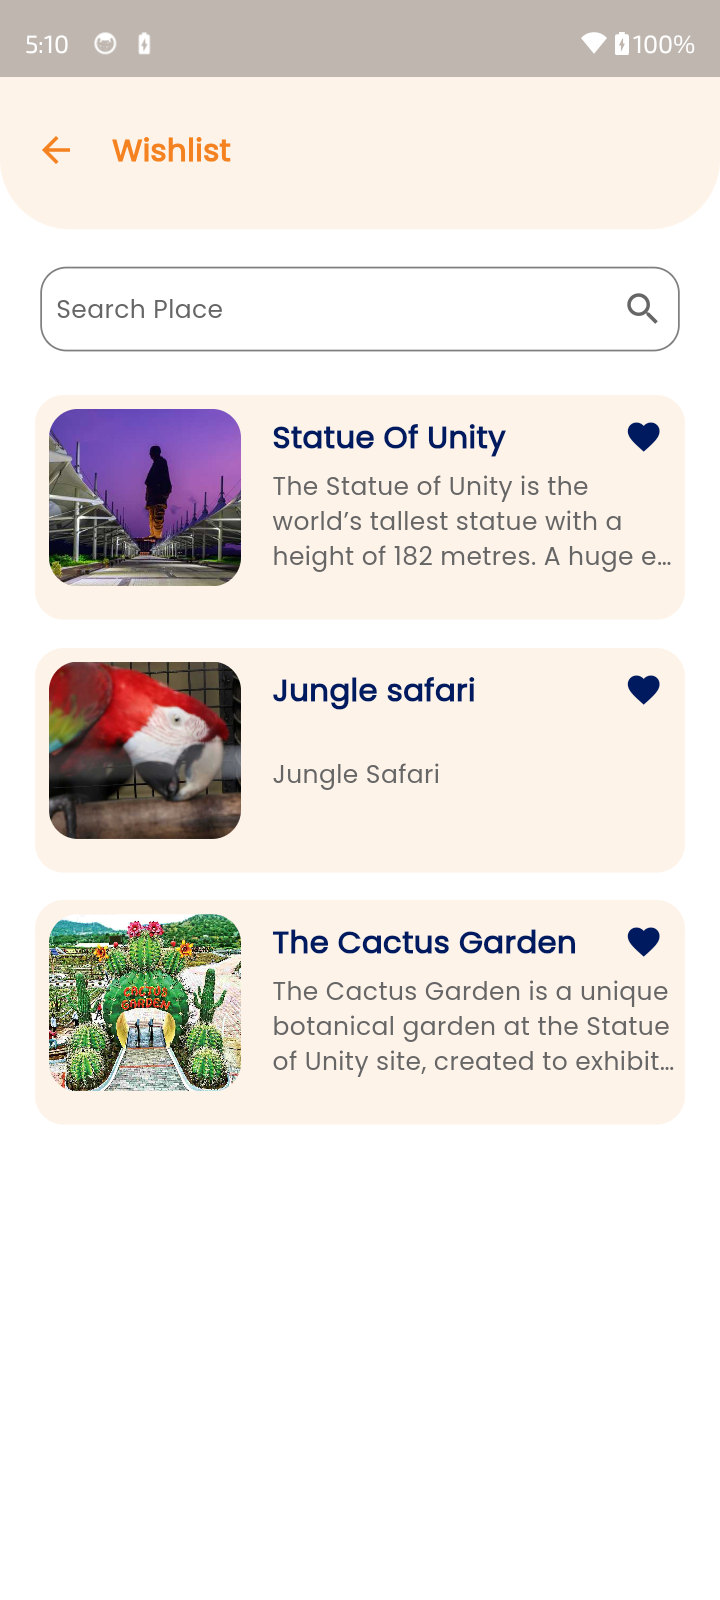 5:10
100%
Wishlist
Search Place
Statue Of Unity
The Statue of Unity is the
world’s tallest statue with a
height of 182 metres. A huge e...
Jungle safari
Jungle Safari
The Cactus Garden
CACTUS
GARDEN
The Cactus Garden is a unique
botanical garden at the Statue
of Unity site, created to exhibit...